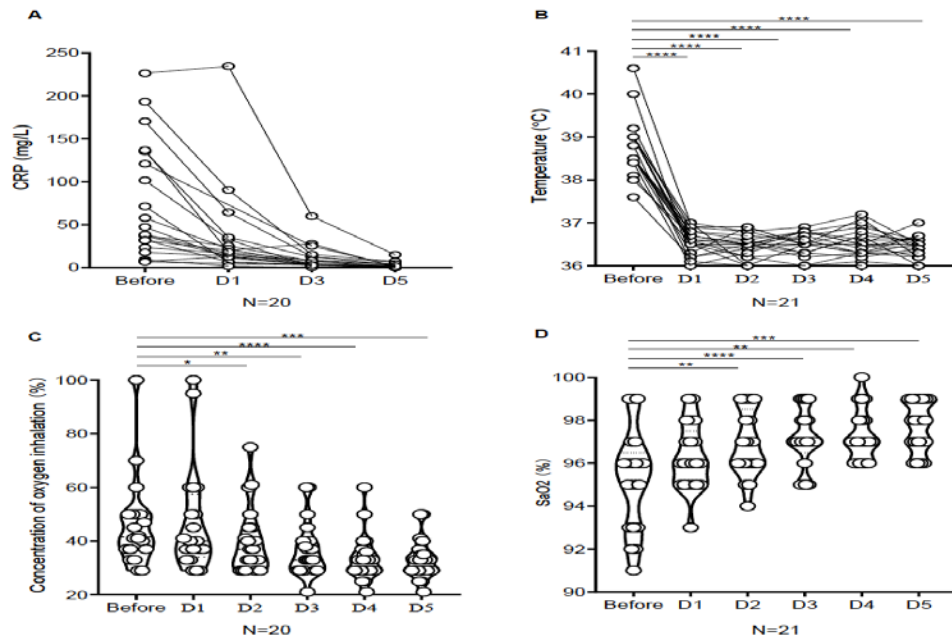 A
CRP (mg/L)
250
200
150
100
50
0
Before D1 D3 D5
N=20
B
****
****
****
****
****
Temperature (°C)
41
40
39
38
37
36
Before D1 D2 D3 D4 D5
N=21
C
***
****
**
*
Concentration of oxygen inhalation (%)
100
80
60
40
20
Before D1 D2 D3 D4 D5
N=20
D
***
**
****
**
SaO2 (%)
100
98
96
94
92
90
Before D1 D2 D3 D4 D5
N=21